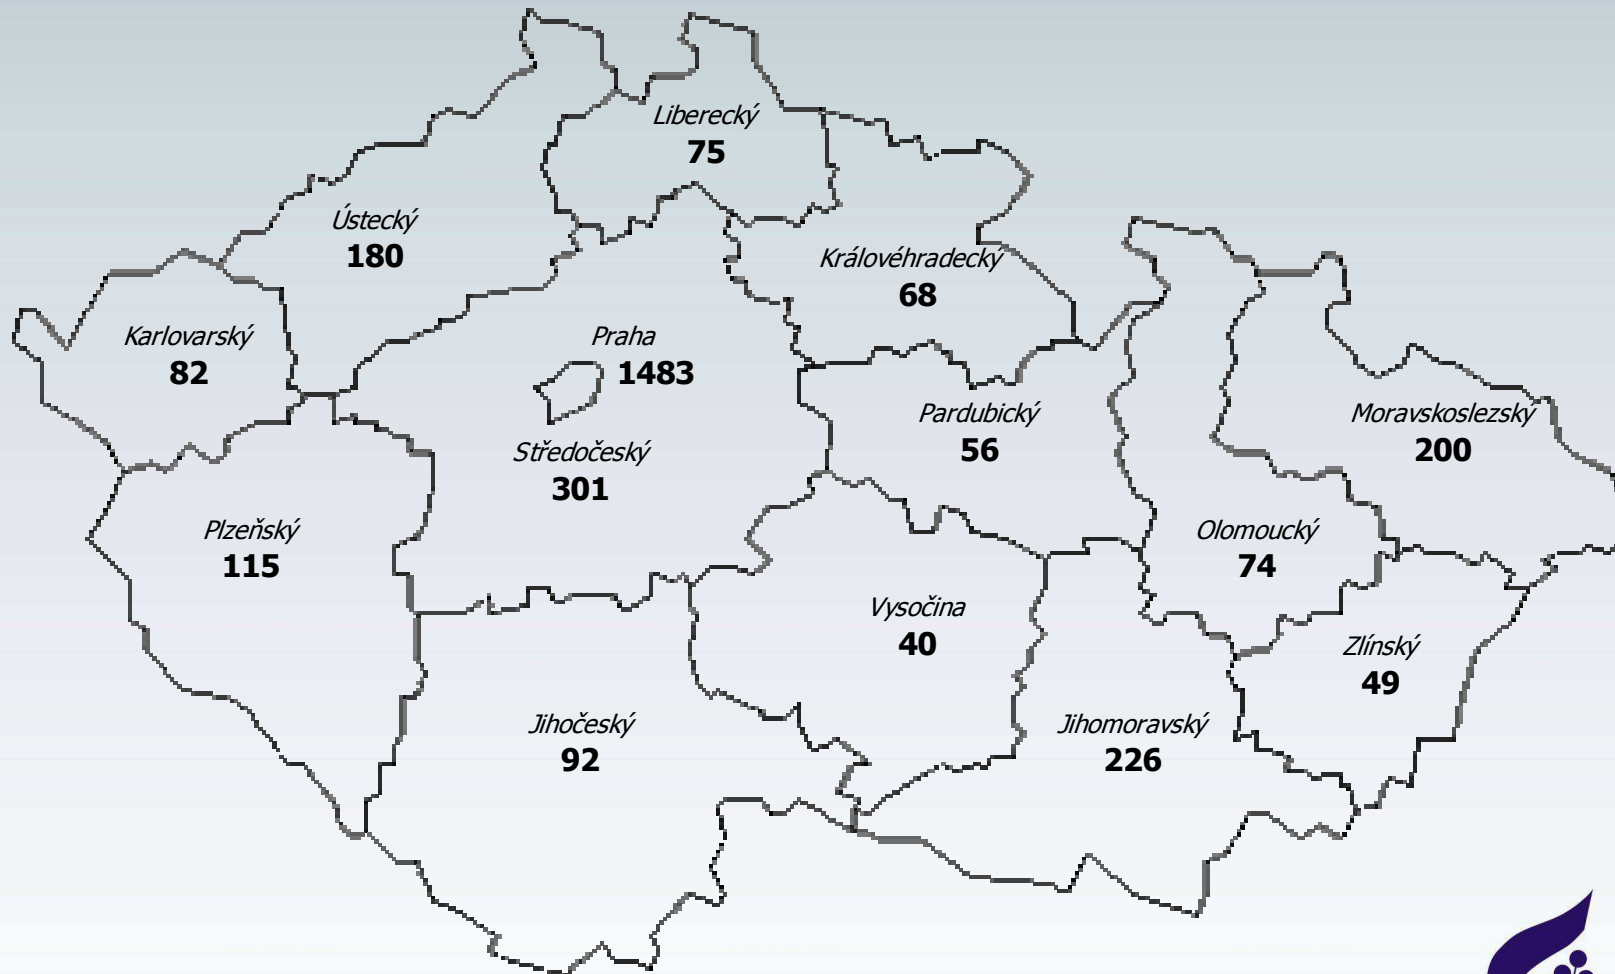 Liberecký
75
Ústecký
180
Královéhradecký
68
Karlovarský
82
Praha
1483
Pardubický
56
Moravskoslezský
200
Středočeský
301
Plzeňský
115
Olomoucký
74
Vysočina
40
Zlínský
49
Jihočeský
92
Jihomoravský
226